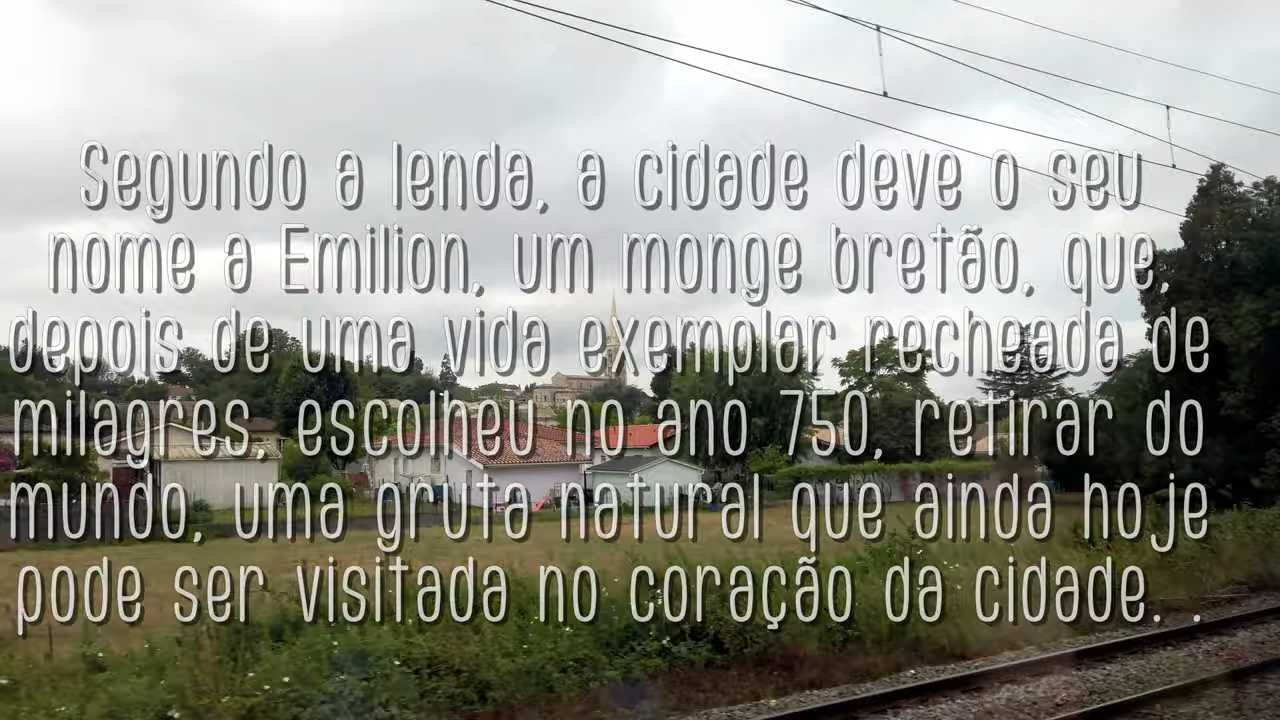 Segundo a lenda, a cidade deve o seu
nome a Emilion, um monge bretão, que,
depois de uma vida exemplar recheada de
milagres, escolheu no ano 750, retirar do
mundo, uma gruta natural que ainda hoje
pode ser visitada no coração da cidade. .